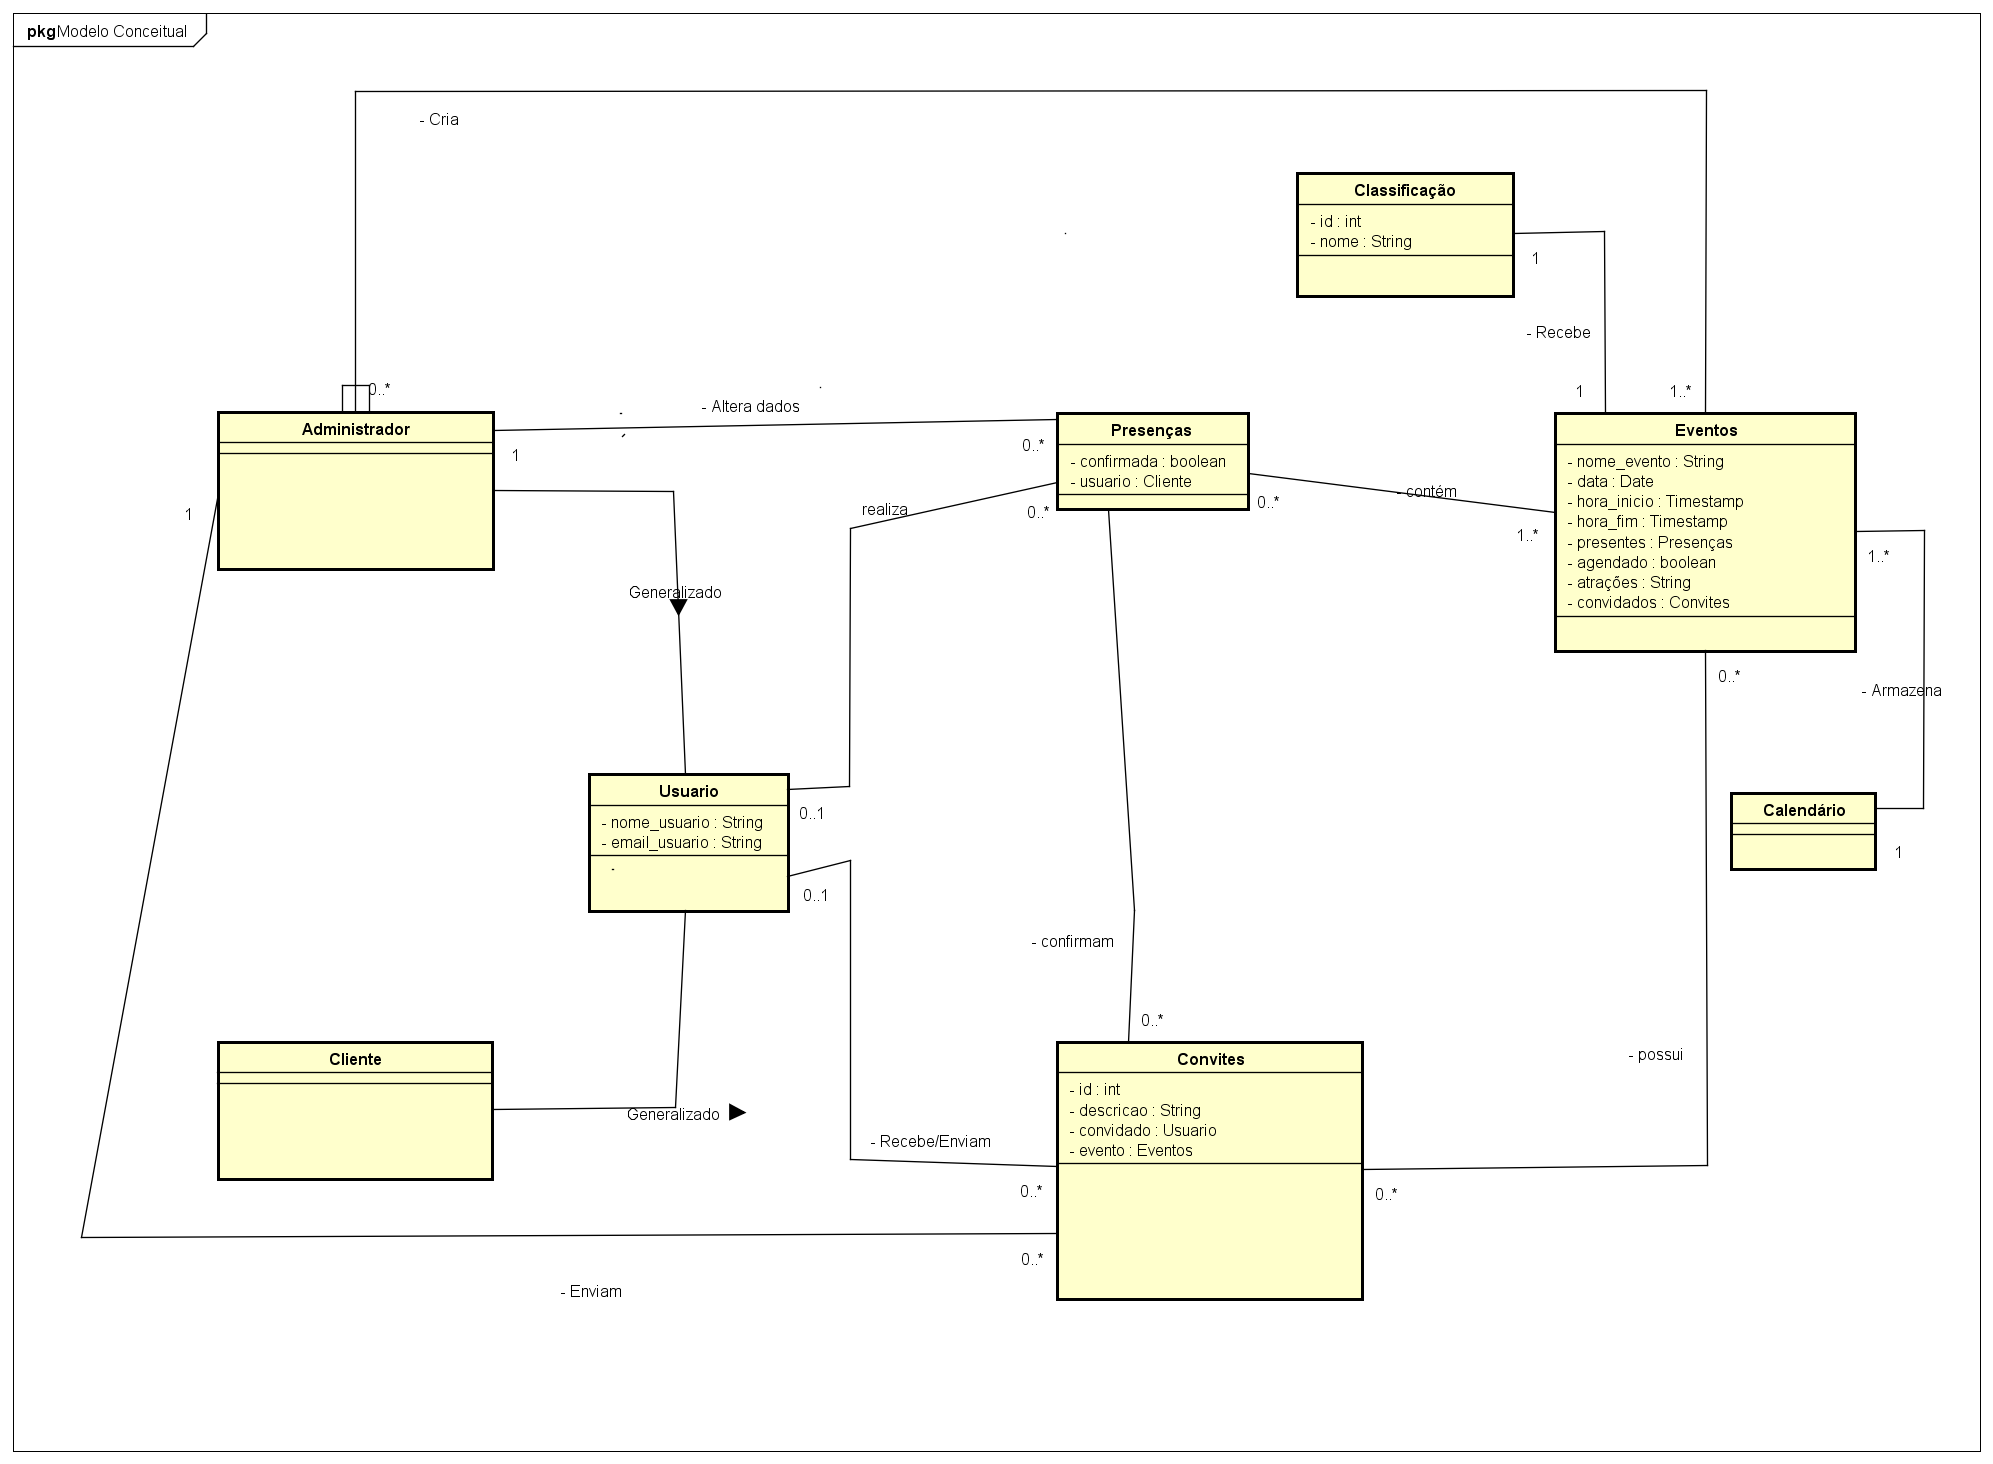 pkg Modelo Conceitual
- Cria
Classificação
- id : int
- nome : String
1
- Recebe
1
1..*
0..*
Administrador
1
1
- Altera dados
0..*
Presenças
- confirmada : boolean
- usuario : Cliente
realiza
0..*
0..*
- contém
1..*
Eventos
- nome_evento : String
- data : Date
- hora_inicio : Timestamp
- hora_fim : Timestamp
- presentes : Presenças
- agendado : boolean
- atrações : String
- convidados : Convites
1..*
0..*
- Armazena
Generalizado
Usuario
- nome_usuario : String
- email_usuario : String
0..1
0..1
Calendário
1
- confirmam
0..*
- possui
Cliente
Generalizado
- Recebe/Enviam
0..*
Convites
- id : int
- descricao : String
- convidado : Usuario
- evento : Eventos
0..*
0..*
- Enviam